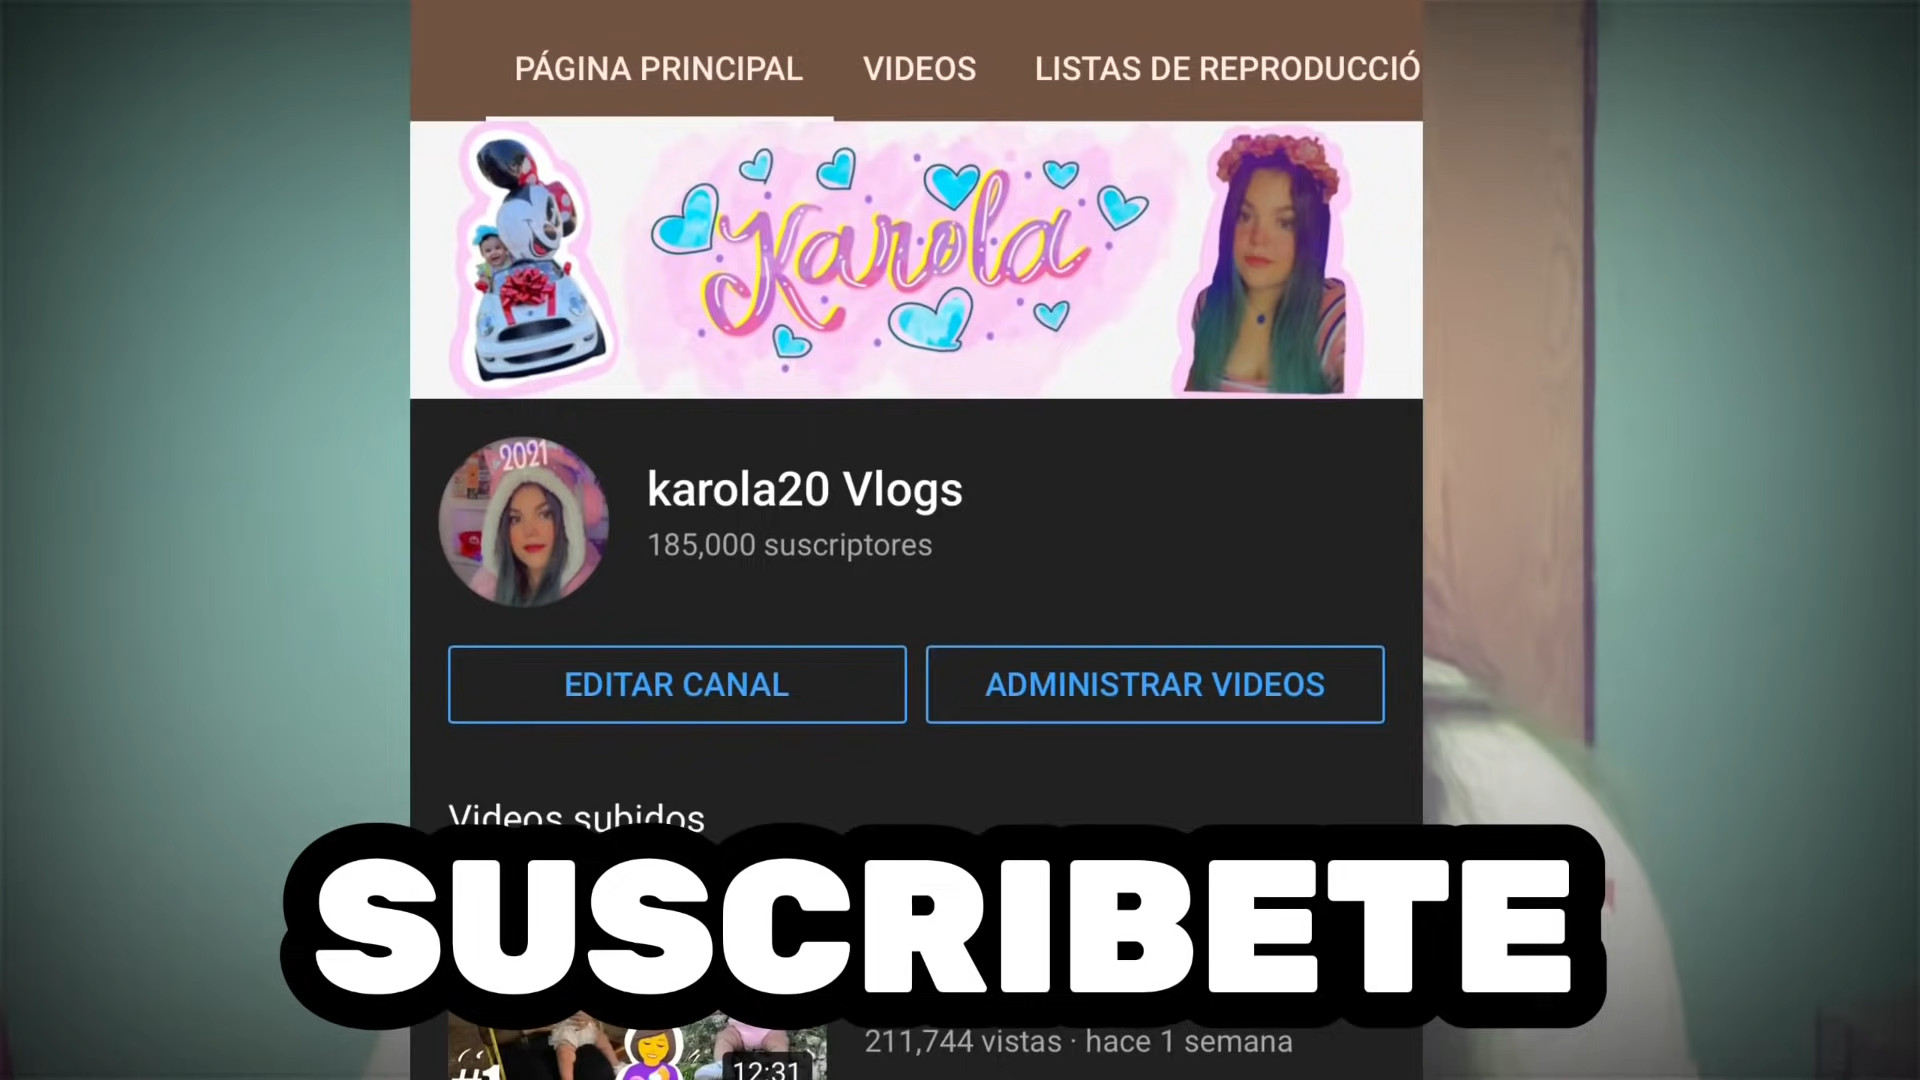 PÁGINA PRINCIPAL VIDEOS LISTAS DE REPRODUCCIÓ
Karola
2021
karola20 Vlogs
185,000 suscriptores
EDITAR CANAL ADMINISTRAR VIDEOS
Videos subidos
SUSCRIBETE
211,744 vistas · hace 1 semana
#1
12:31